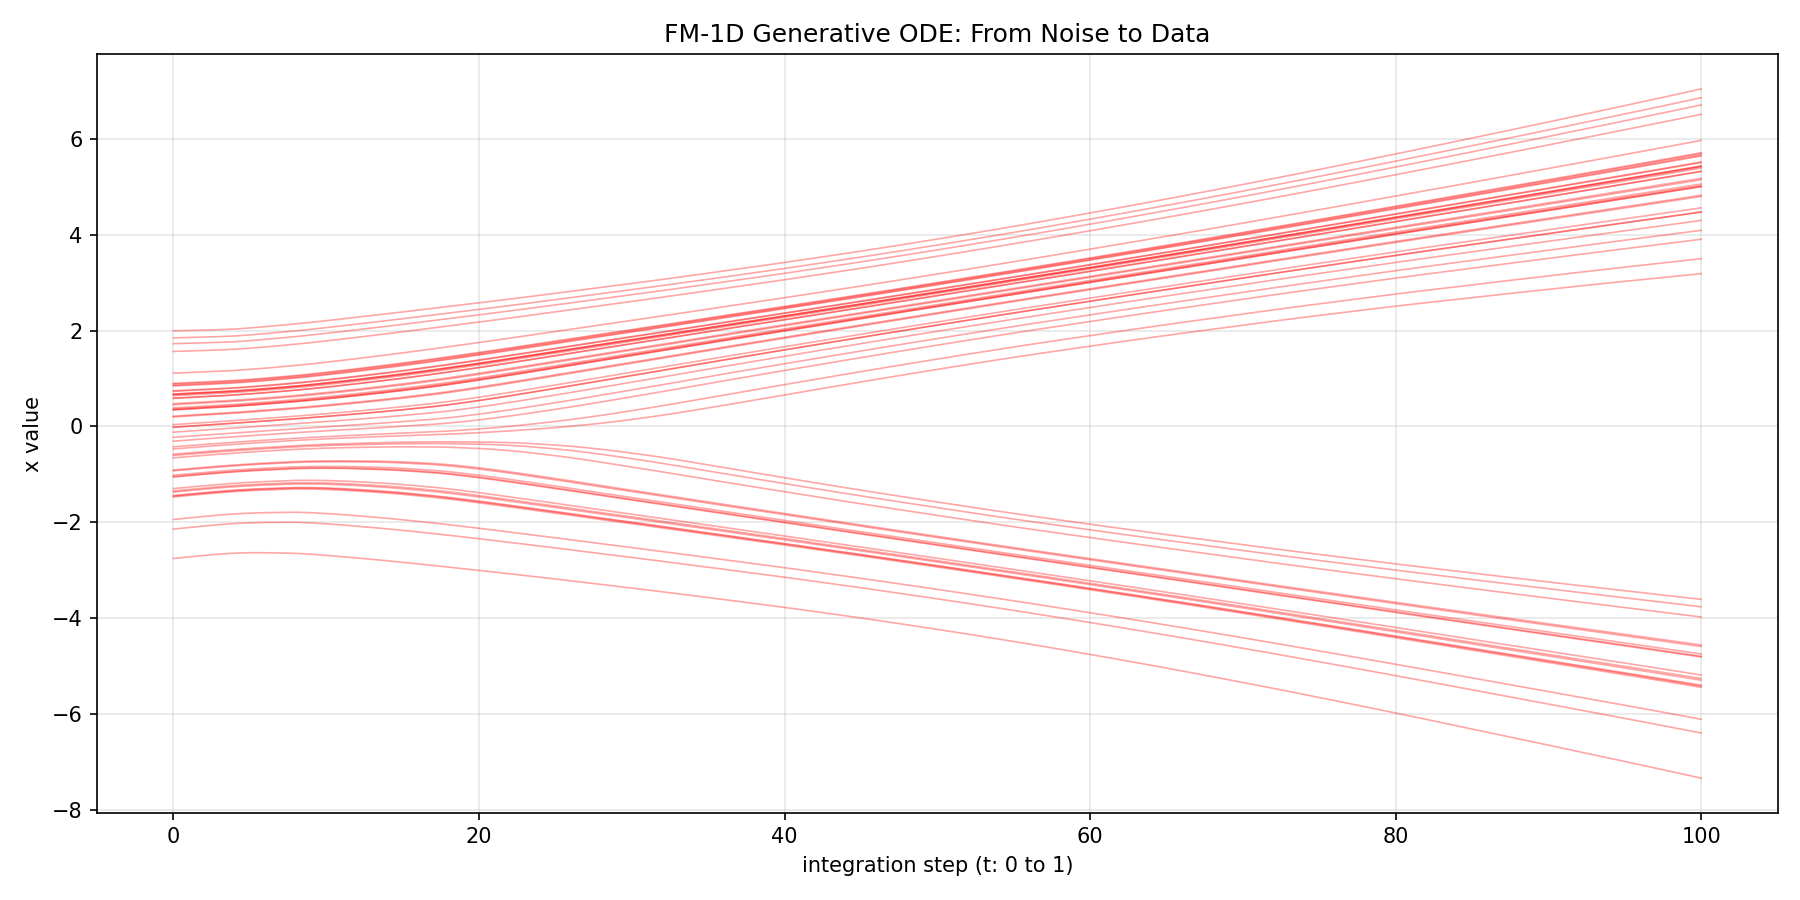 FM-1D Generative ODE: From Noise to Data
x value
6
4
2
0
−2
−4
−6
−8
0 20 40 60 80 100
integration step (t: 0 to 1)